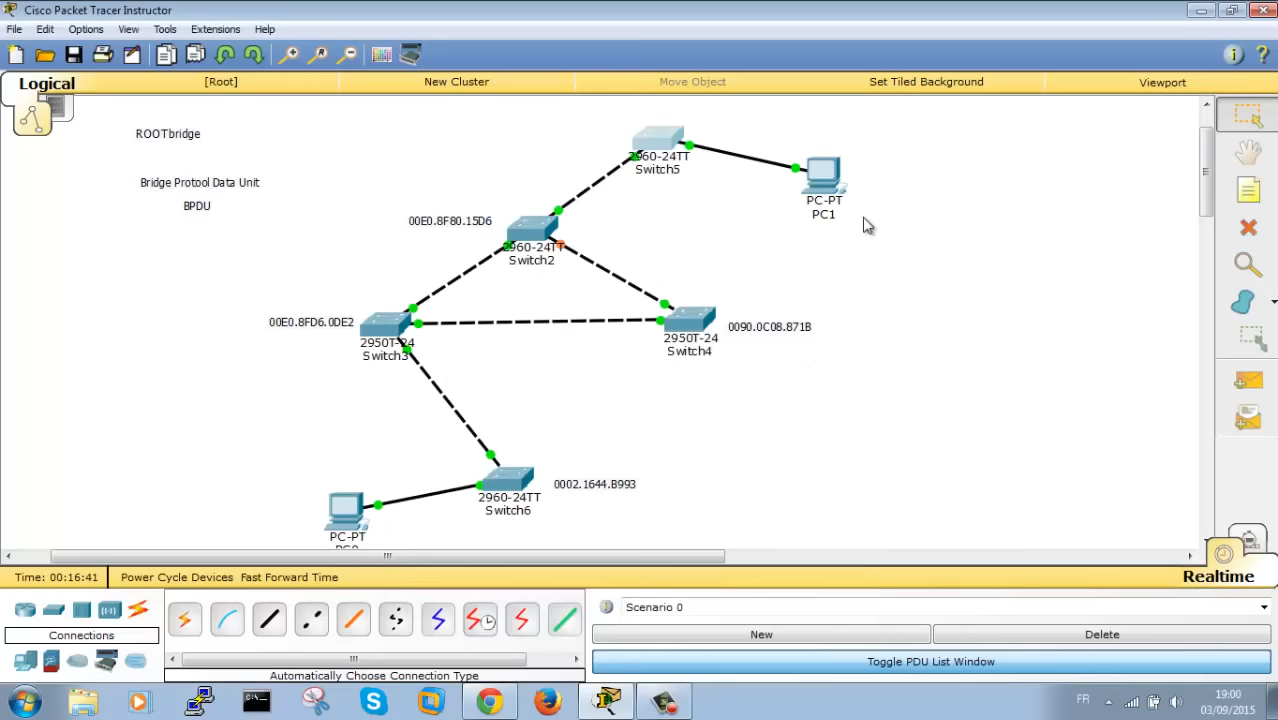 Cisco Packet Tracer Instructor
File Edit Options View Tools Extensions Help
Logical [Root] New Cluster Move Object Set Tiled Background Viewport
ROOTbridge
Bridge Protool Data Unit
BPDU
2960-24TT
Switch5
PC-PT
PC1
00E0.8F80.15D6
2960-24TT
Switch2
00E0.8FD6.0DE2
2950T-24
Switch3
2950T-24
Switch4
0090.0C08.871B
2960-24TT
Switch6
0002.1644.B993
PC-PT
Time: 00:16:41 Power Cycle Devices Fast Forward Time Realtime
Connections
Automatically Choose Connection Type
Scenario 0
New Delete
Toggle PDU List Window
FR 19:00
03/09/2015